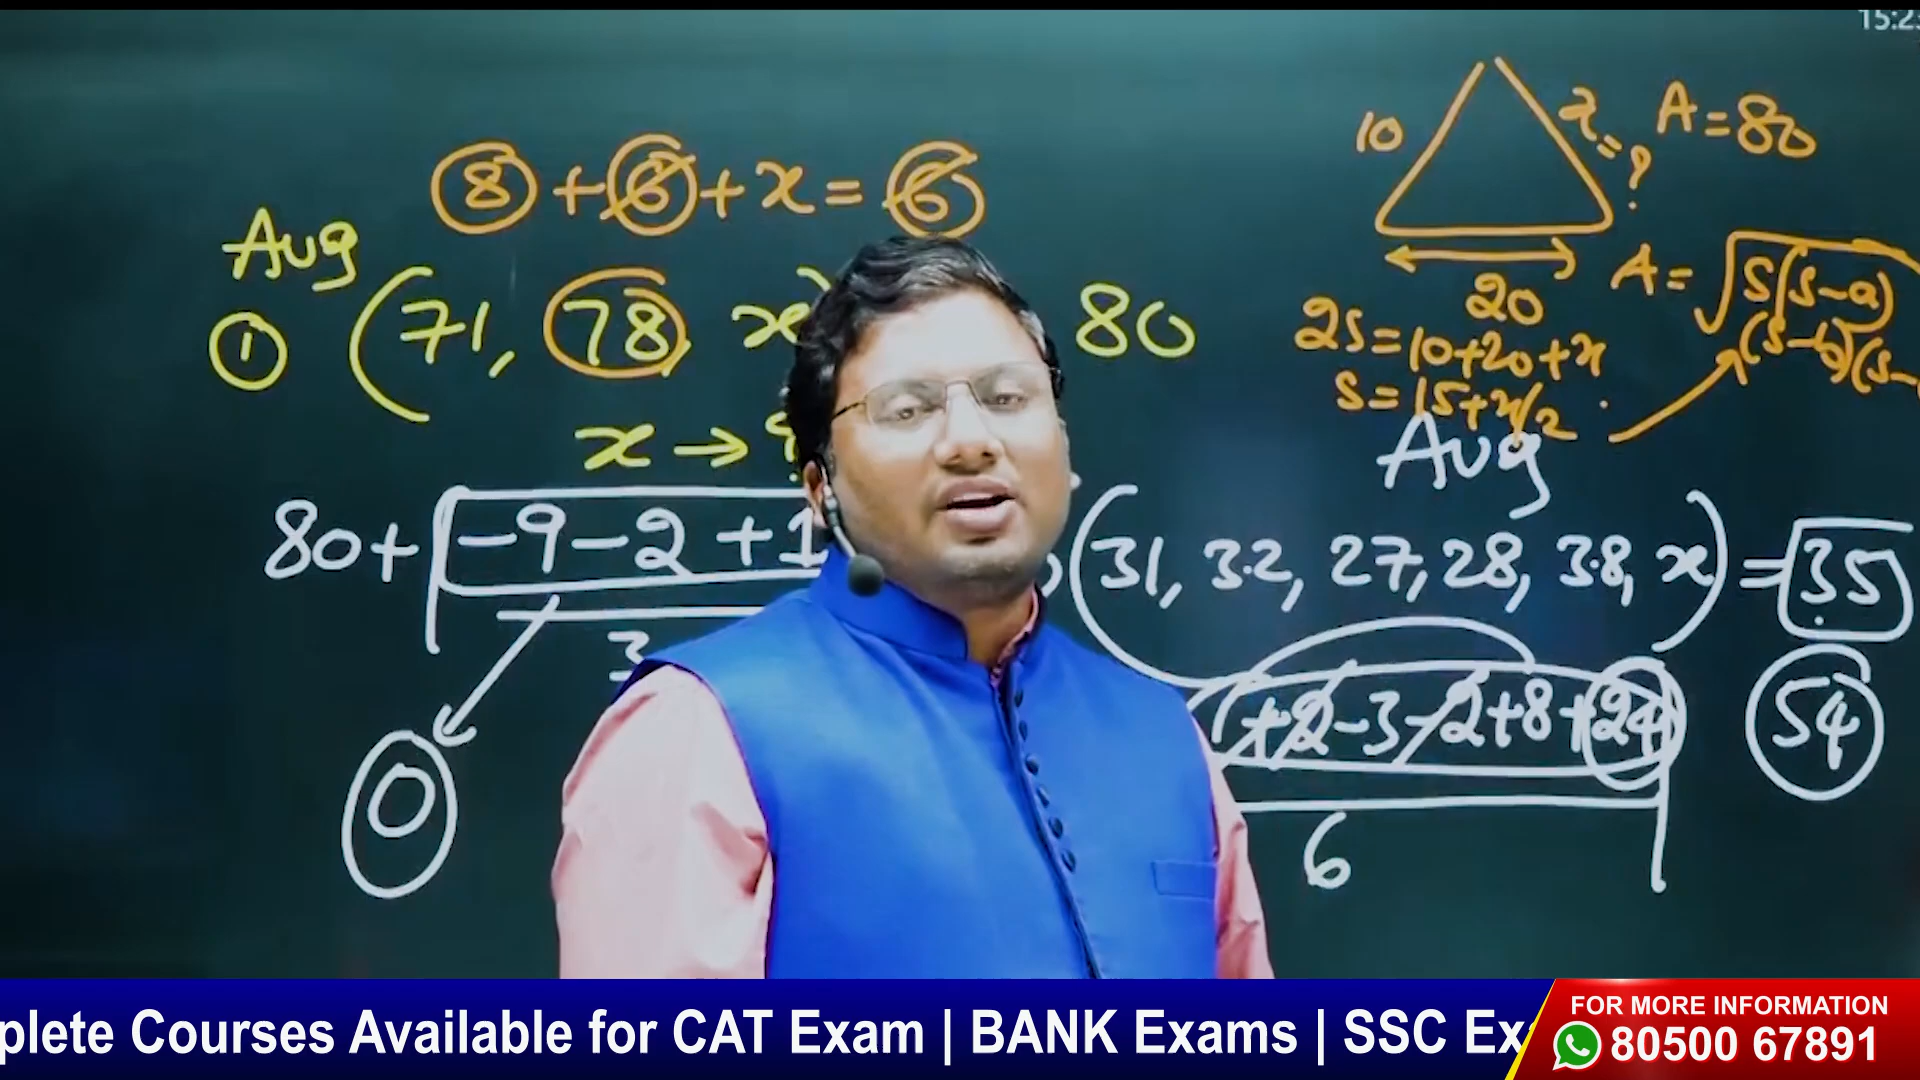 15:2
10
x = ?
A = 80
8 + 6 + x = 6
Aug
① (71, 78, x) 80
20
A = √S(S-a)
(S-b)(S-
2S = 10+20+x
S = 15+x/2
x →
Aug
80+ -9 -2 +1
3
0
(31, 32, 27, 28, 38, x) = 35
+2-3-2+8+24
54
6
plete Courses Available for CAT Exam | BANK Exams | SSC Ex
FOR MORE INFORMATION
80500 67891